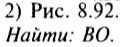 2) Рис. 8.92.
Найти: ВО.